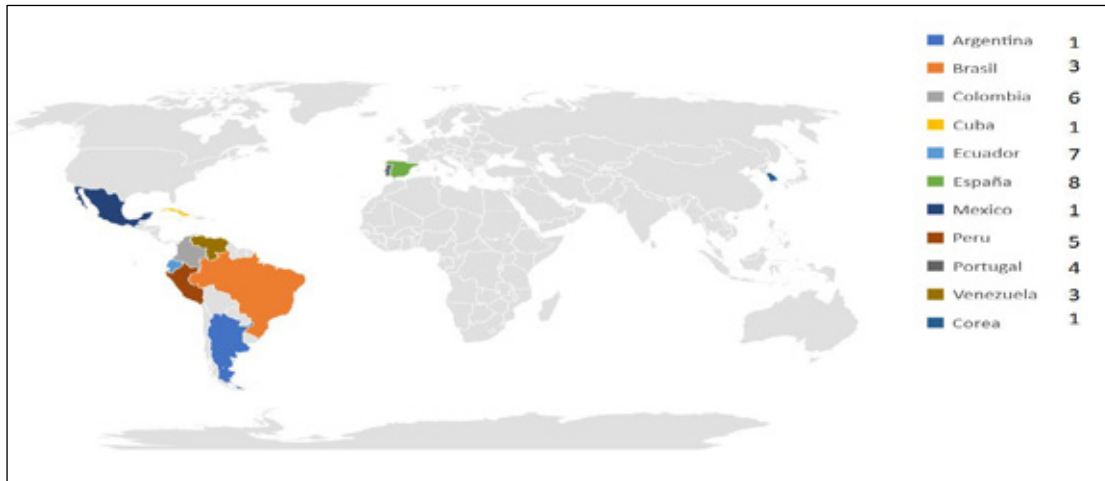 Argentina 1
Brasil 3
Colombia 6
Cuba 1
Ecuador 7
España 8
Mexico 1
Peru 5
Portugal 4
Venezuela 3
Corea 1